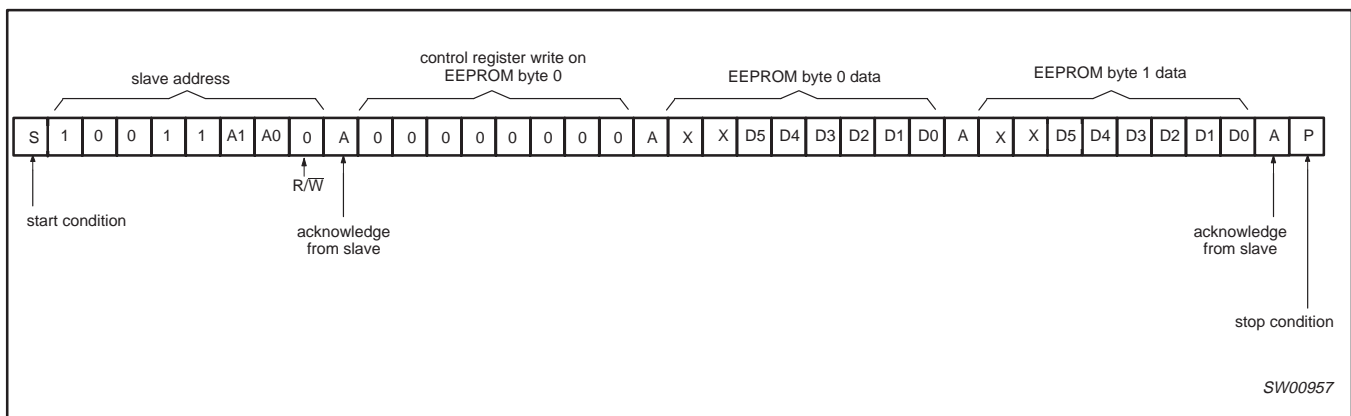 slave address
control register write on
EEPROM byte 0
EEPROM byte 0 data
EEPROM byte 1 data
S 1 0 0 1 1 A1 A0 0 A 0 0 0 0 0 0 0 0 A X X D5 D4 D3 D2 D1 D0 A X X D5 D4 D3 D2 D1 D0 A P
R/W̅
start condition
acknowledge
from slave
acknowledge
from slave
stop condition
SW00957